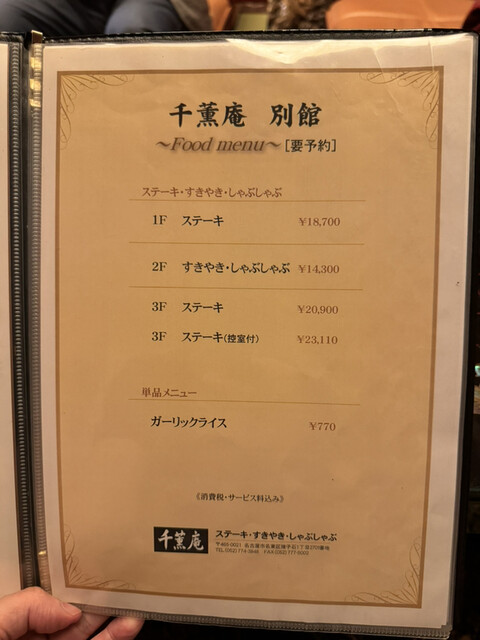 千薫庵 別館
～Food menu～[要予約]
ステーキ・すきやき・しゃぶしゃぶ
1F ステーキ ¥18,700
2F すきやき・しゃぶしゃぶ ¥14,300
3F ステーキ ¥20,900
3F ステーキ(控室付) ¥23,110
単品メニュー
ガーリックライス ¥770
《消費税・サービス料込み》
千薫庵
ステーキ・すきやき・しゃぶしゃぶ